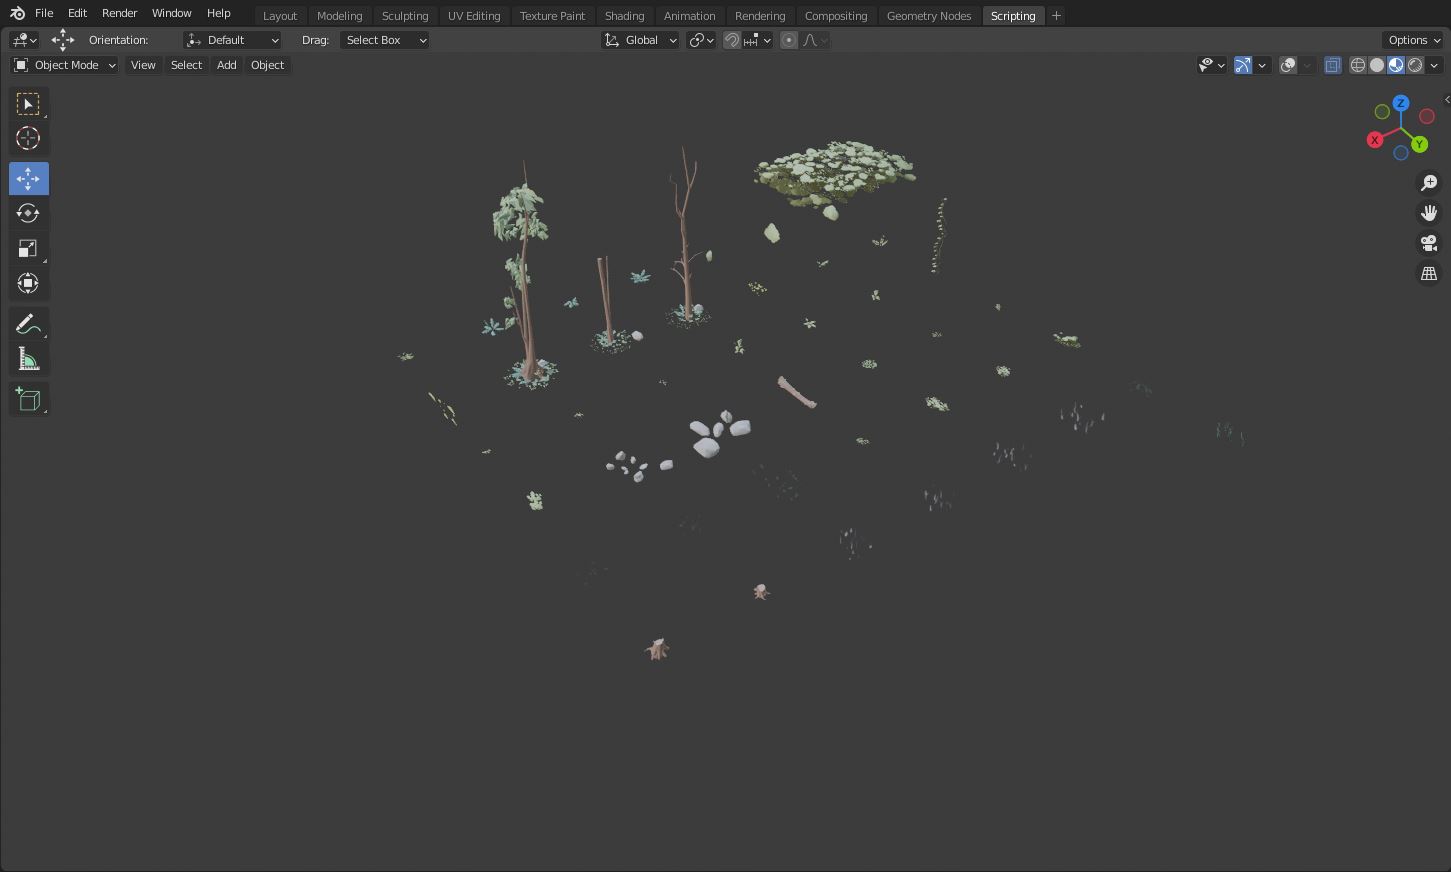 File Edit Render Window Help Layout Modeling Sculpting UV Editing Texture Paint Shading Animation Rendering Compositing Geometry Nodes Scripting +
Orientation: Default Drag: Select Box Global Options
Object Mode View Select Add Object
Z
X
Y